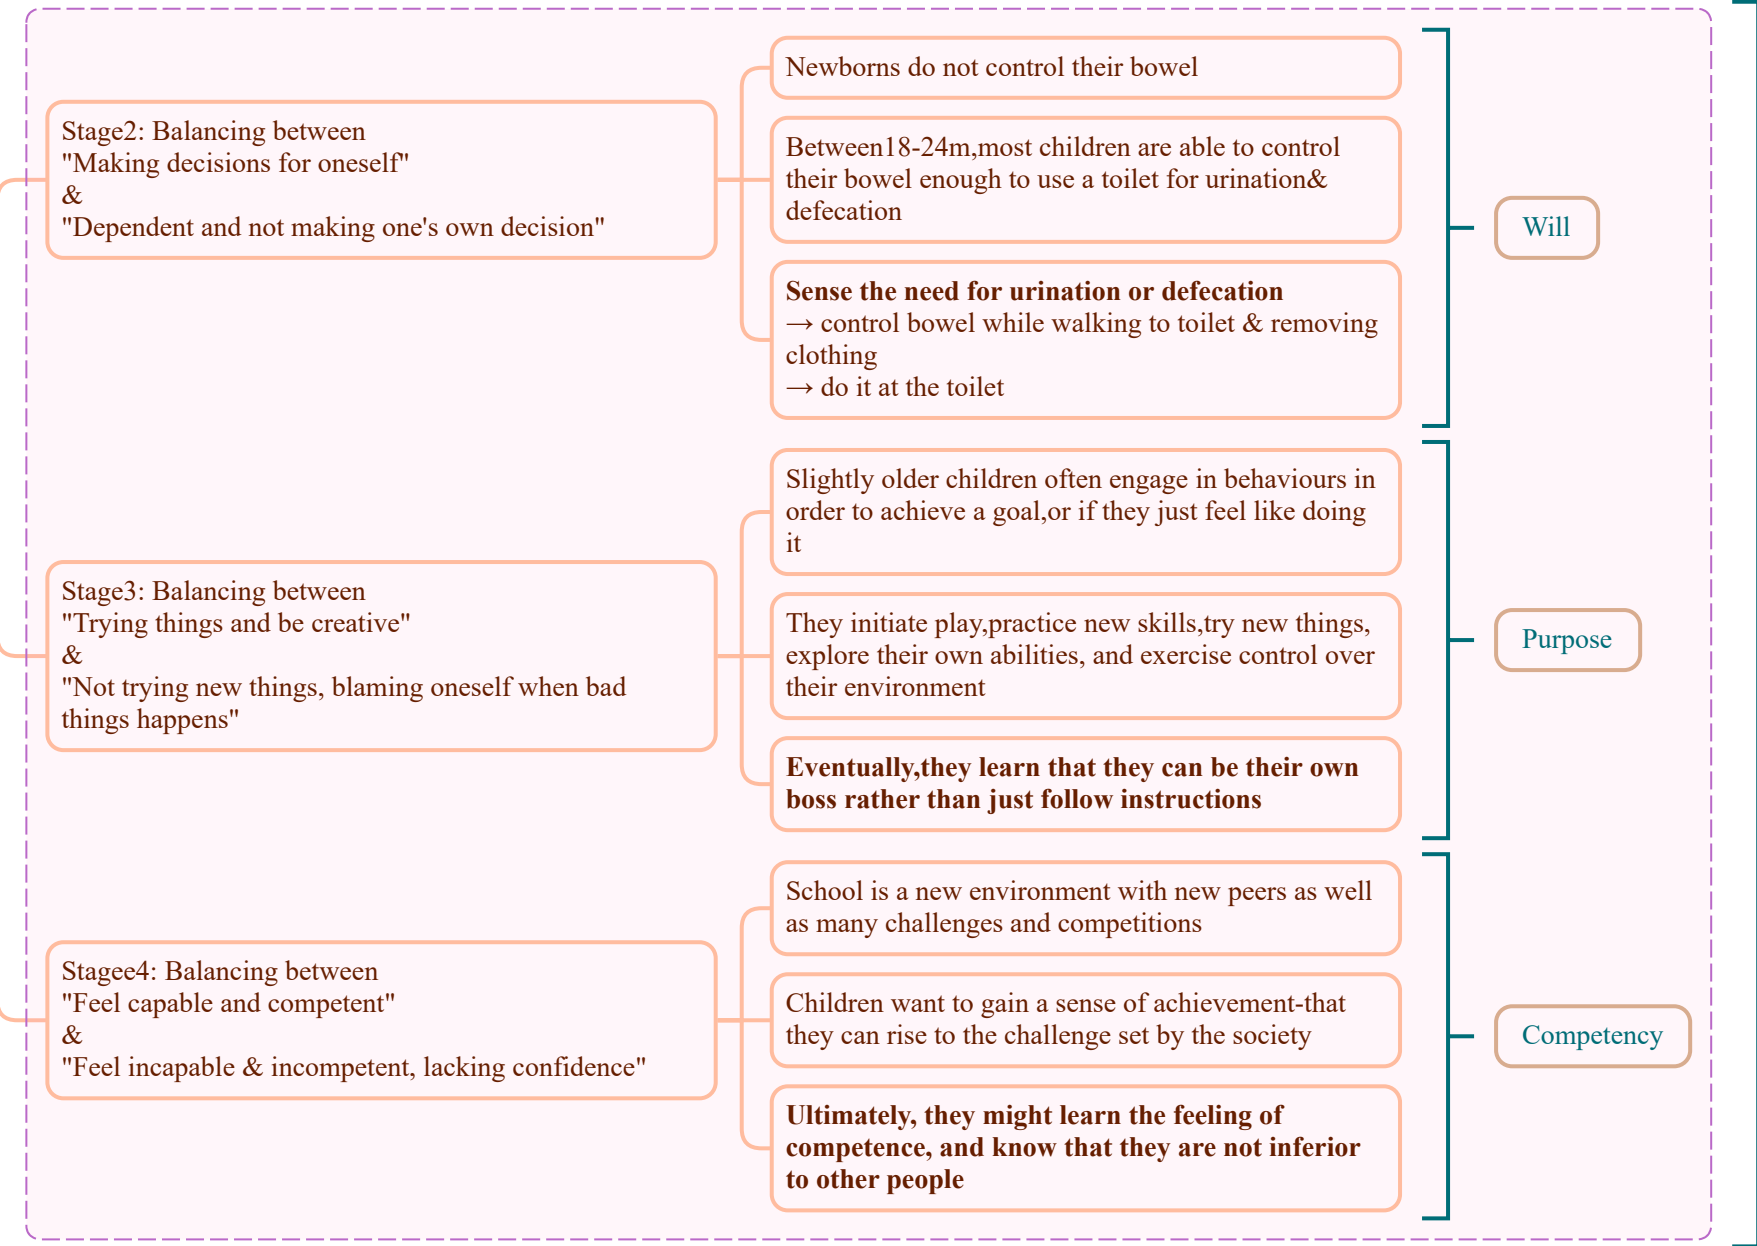 Stage2: Balancing between
"Making decisions for oneself"
&
"Dependent and not making one's own decision"
Newborns do not control their bowel
Between18-24m,most children are able to control
their bowel enough to use a toilet for urination&
defecation
Sense the need for urination or defecation
→ control bowel while walking to toilet & removing
clothing
→ do it at the toilet
Will
Stage3: Balancing between
"Trying things and be creative"
&
"Not trying new things, blaming oneself when bad
things happens"
Slightly older children often engage in behaviours in
order to achieve a goal,or if they just feel like doing
it
They initiate play,practice new skills,try new things,
explore their own abilities, and exercise control over
their environment
Eventually,they learn that they can be their own
boss rather than just follow instructions
Purpose
Stagee4: Balancing between
"Feel capable and competent"
&
"Feel incapable & incompetent, lacking confidence"
School is a new environment with new peers as well
as many challenges and competitions
Children want to gain a sense of achievement-that
they can rise to the challenge set by the society
Ultimately, they might learn the feeling of
competence, and know that they are not inferior
to other people
Competency